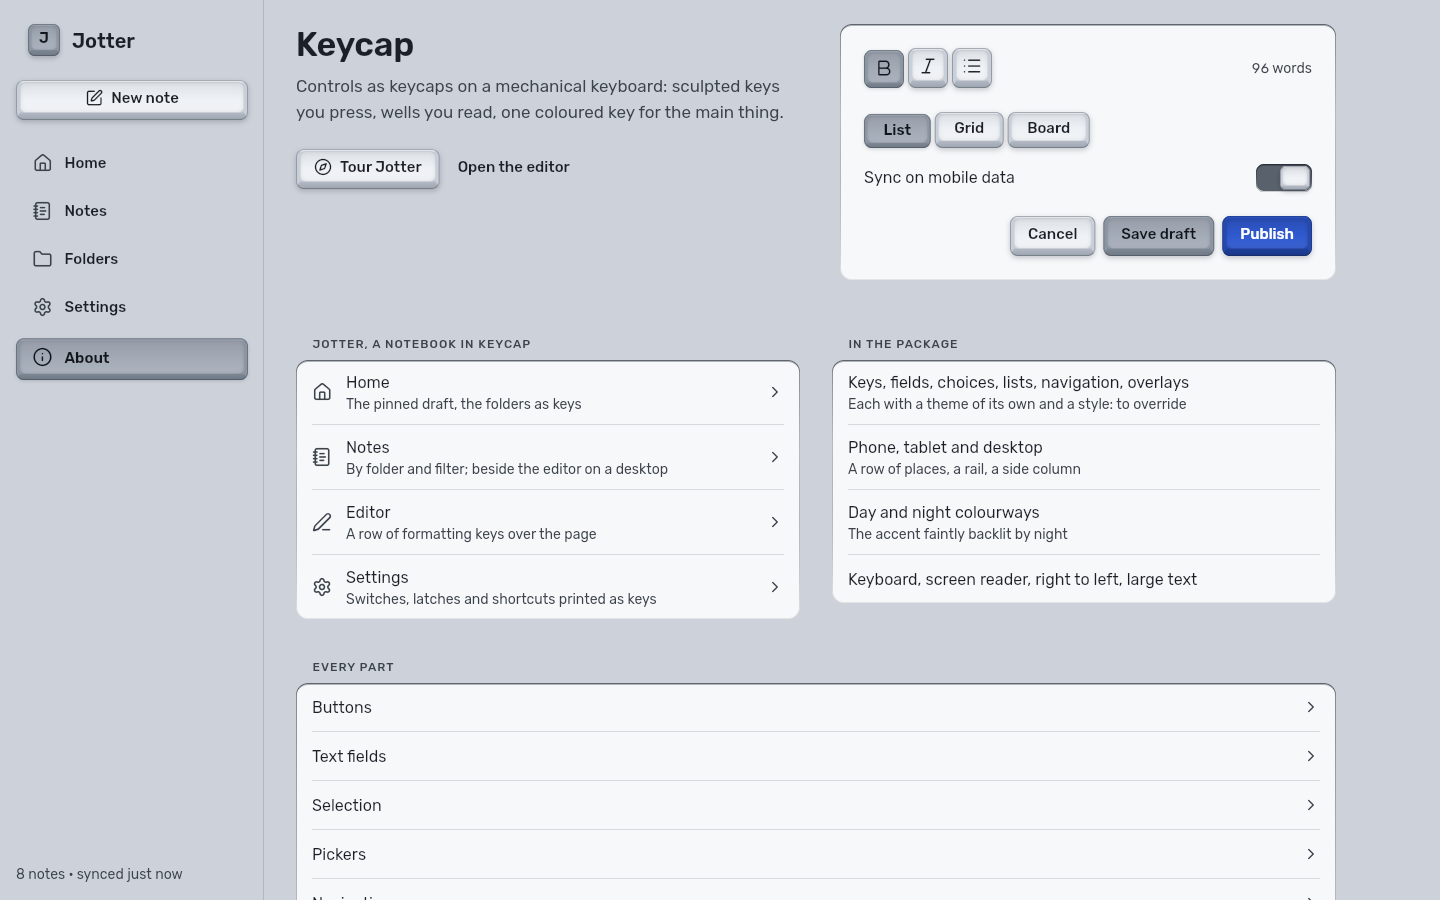 J
Jotter
New note
Home
Notes
Folders
Settings
About
8 notes • synced just now
Keycap
Controls as keycaps on a mechanical keyboard: sculpted keys
you press, wells you read, one coloured key for the main thing.
Tour Jotter
Open the editor
B
I
96 words
List
Grid
Board
Sync on mobile data
Cancel
Save draft
Publish
JOTTER, A NOTEBOOK IN KEYCAP
Home
The pinned draft, the folders as keys
Notes
By folder and filter; beside the editor on a desktop
Editor
A row of formatting keys over the page
Settings
Switches, latches and shortcuts printed as keys
IN THE PACKAGE
Keys, fields, choices, lists, navigation, overlays
Each with a theme of its own and a style: to override
Phone, tablet and desktop
A row of places, a rail, a side column
Day and night colourways
The accent faintly backlit by night
Keyboard, screen reader, right to left, large text
EVERY PART
Buttons
Text fields
Selection
Pickers